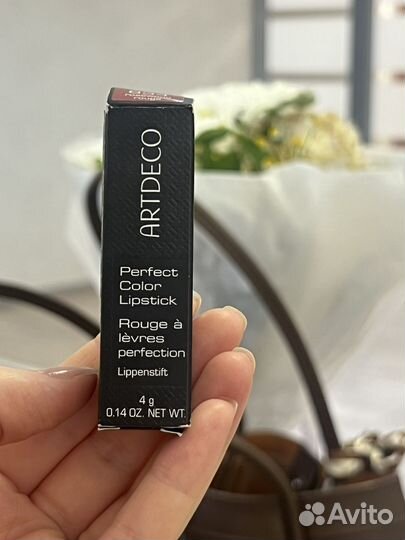 ARTDECO
Perfect
Color
Lipstick
Rouge à
lèvres
perfection
Lippenstift
4 g
0.14 OZ. NET WT.
Avito